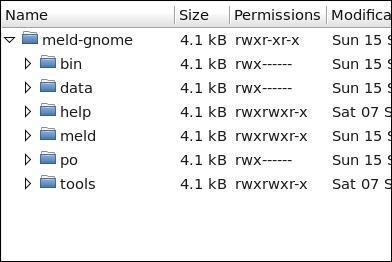 Name Size Permissions Modifica
meld-gnome 4.1 kB rwxr-xr-x Sun 15 S
bin 4.1 kB rwx------ Sun 15 S
data 4.1 kB rwx------ Sun 15 S
help 4.1 kB rwxrwxr-x Sat 07 S
meld 4.1 kB rwxrwxr-x Sun 15 S
po 4.1 kB rwx------ Sun 15 S
tools 4.1 kB rwxrwxr-x Sat 07 S